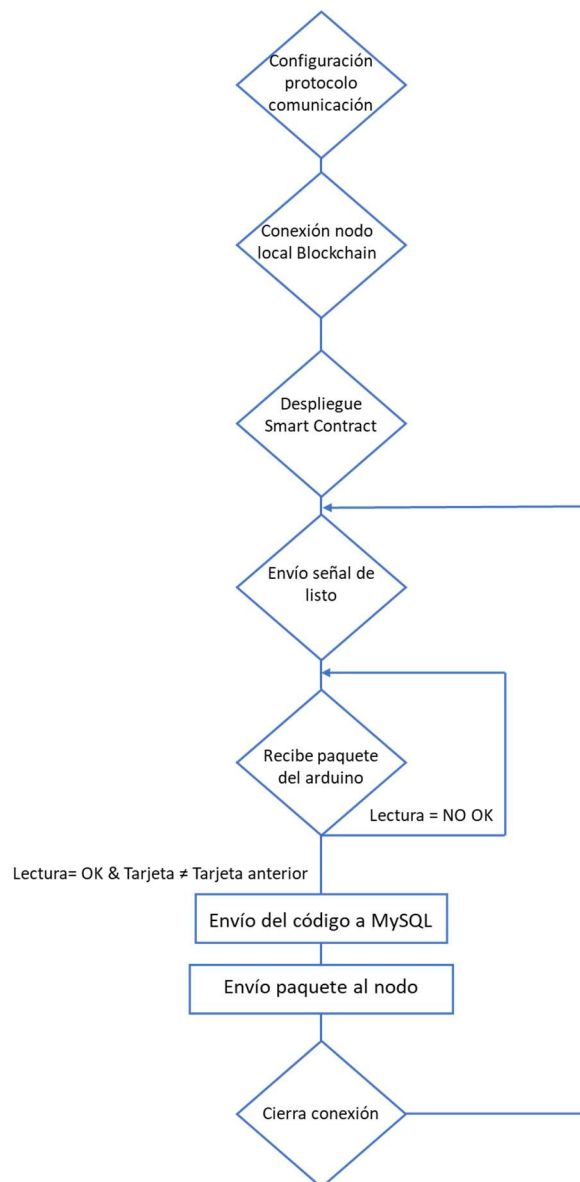 Configuración
protocolo
comunicación
Conexión nodo
local Blockchain
Despliegue
Smart Contract
Envío señal de
listo
Recibe paquete
del arduino
Lectura = NO OK
Lectura= OK & Tarjeta ≠ Tarjeta anterior
Envío del código a MySQL
Envío paquete al nodo
Cierra conexión